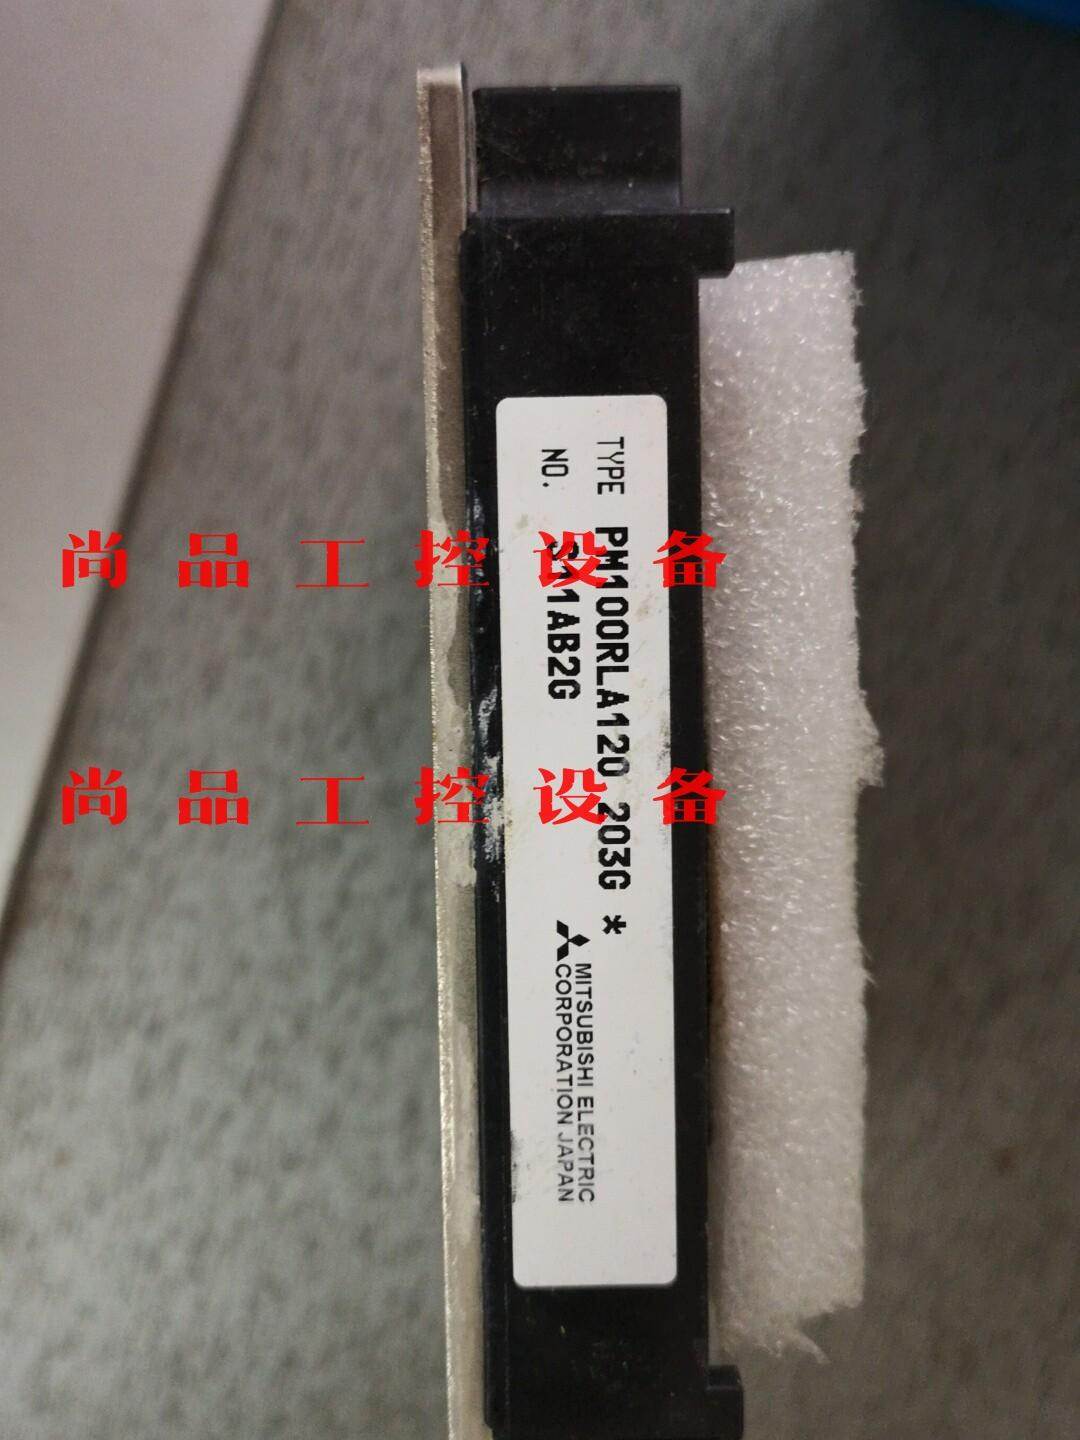 TYPE PM100RLA120 203G *
NO. S11AB2G
MITSUBISHI ELECTRIC
CORPORATION JAPAN
尚品工控设备
尚品工控设备